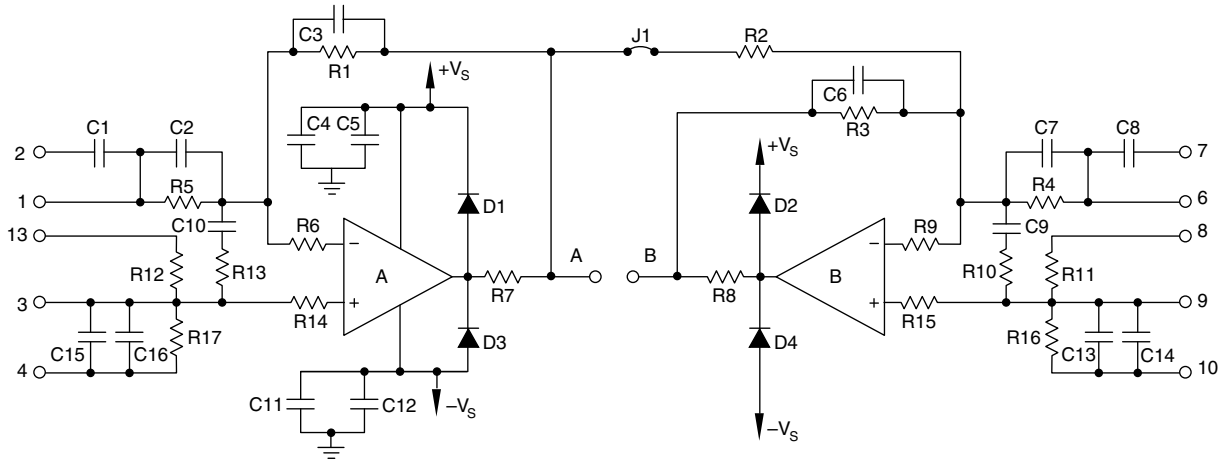 C3
R1
J1
R2
+VS
C4
C5
C6
R3
C1
C2
2
R5
1
C10
13
R12
R13
3
R17
C15
C16
4
R6
−
A
+
R14
D1
R7
A
D3
C11
C12
−VS
+VS
D2
B
R8
D4
−VS
−
B
+
R9
R15
C7
C8
7
R4
6
C9
8
R10
R11
9
R16
C13
C14
10